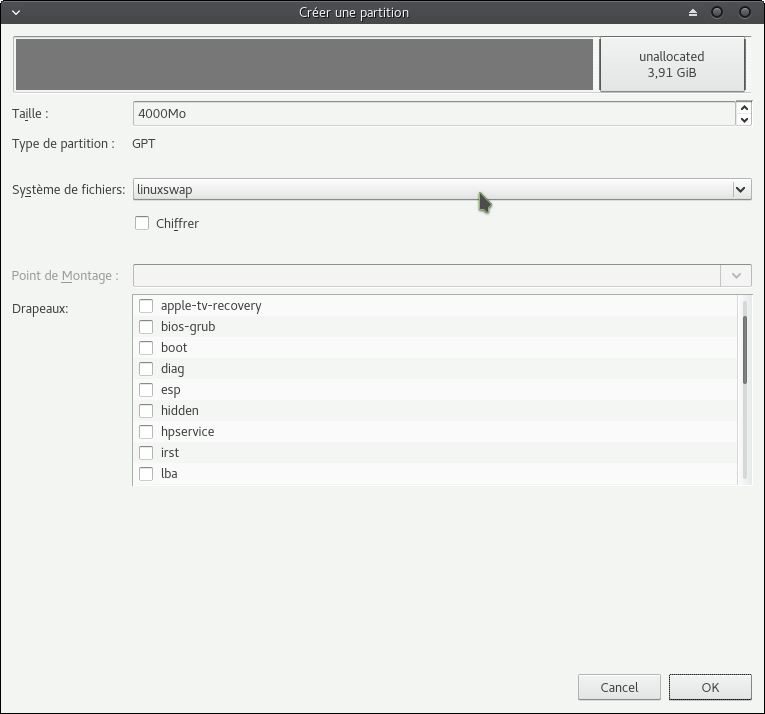 Créer une partition
unallocated
3,91 GiB
Taille :
4000Mo
Type de partition :
GPT
Système de fichiers:
linuxswap
Chiffrer
Point de Montage :
Drapeaux:
apple-tv-recovery
bios-grub
boot
diag
esp
hidden
hpservice
irst
lba
Cancel
OK